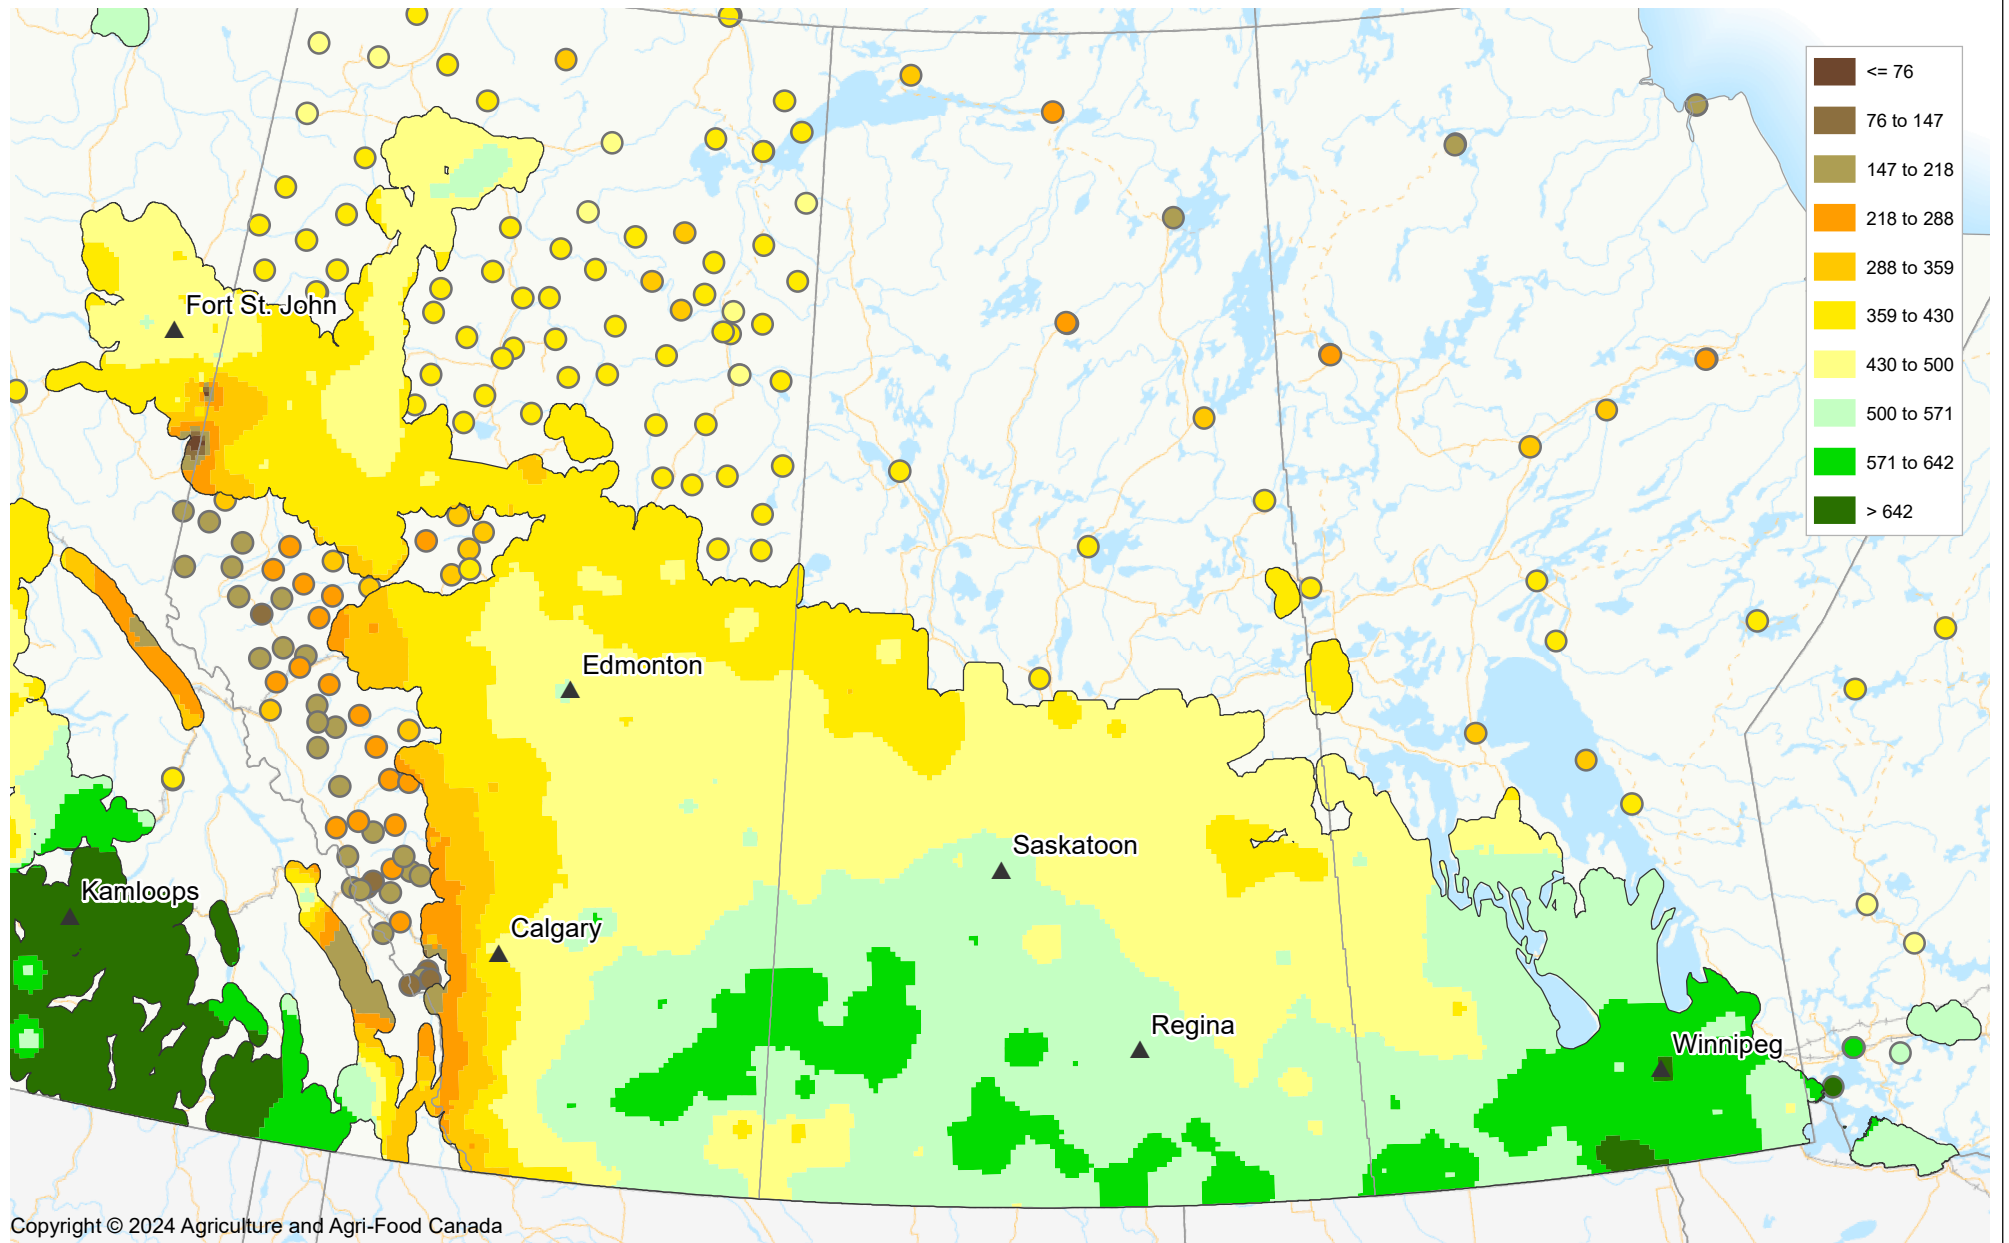 <= 76
76 to 147
147 to 218
218 to 288
288 to 359
359 to 430
430 to 500
500 to 571
571 to 642
> 642
Fort St. John
Edmonton
Saskatoon
Kamloops
Calgary
Regina
Winnipeg
Copyright © 2024 Agriculture and Agri-Food Canada